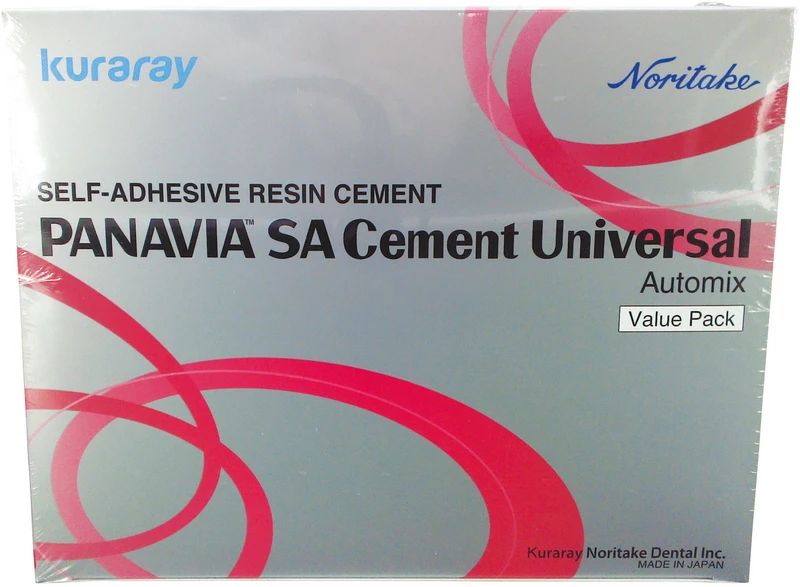 kuraray
Noritake
SELF-ADHESIVE RESIN CEMENT
PANAVIA™ SA Cement Universal
Automix
Value Pack
Kuraray Noritake Dental Inc.
MADE IN JAPAN